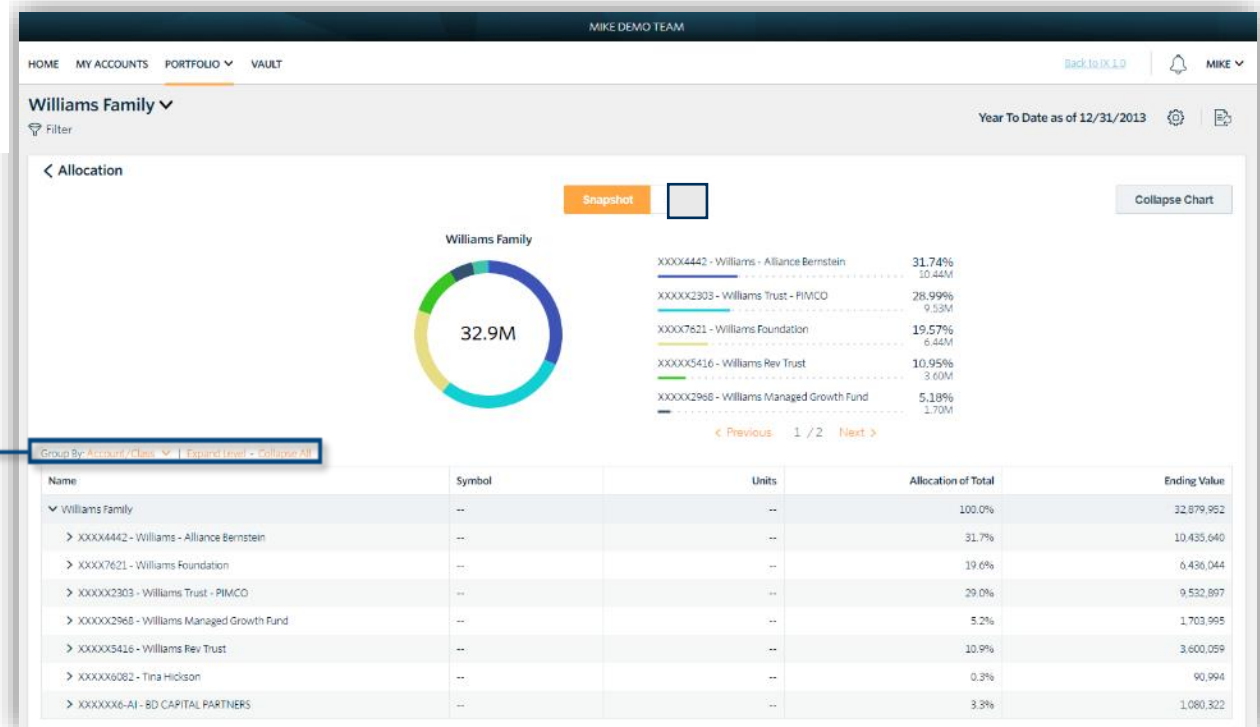 MIKE DEMO TEAM
HOME MY ACCOUNTS PORTFOLIO VAULT Back to IX 1.0 MIKE
Williams Family
Filter
Year To Date as of 12/31/2013
Allocation
Snapshot
Collapse Chart
Williams Family
32.9M
XXXX4442 - Williams - Alliance Bernstein 31.74%
10.44M
XXXXX2303 - Williams Trust - PIMCO 28.99%
9.53M
XXXX7621 - Williams Foundation 19.57%
6.44M
XXXXX5416 - Williams Rev Trust 10.95%
3.60M
XXXXX2968 - Williams Managed Growth Fund 5.18%
1.70M
< Previous 1 / 2 Next >
Group By: Account/Class | Expand Level - Collapse All
Name Symbol Units Allocation of Total Ending Value
Williams Family -- -- 100.0% 32,879,952
XXXX4442 - Williams - Alliance Bernstein -- -- 31.7% 10,435,640
XXXX7621 - Williams Foundation -- -- 19.6% 6,436,044
XXXXX2303 - Williams Trust - PIMCO -- -- 29.0% 9,532,897
XXXXX2968 - Williams Managed Growth Fund -- -- 5.2% 1,703,995
XXXXX5416 - Williams Rev Trust -- -- 10.9% 3,600,059
XXXXX6082 - Tina Hickson -- -- 0.3% 90,994
XXXXXX6-AI - BD CAPITAL PARTNERS -- -- 3.3% 1,080,322